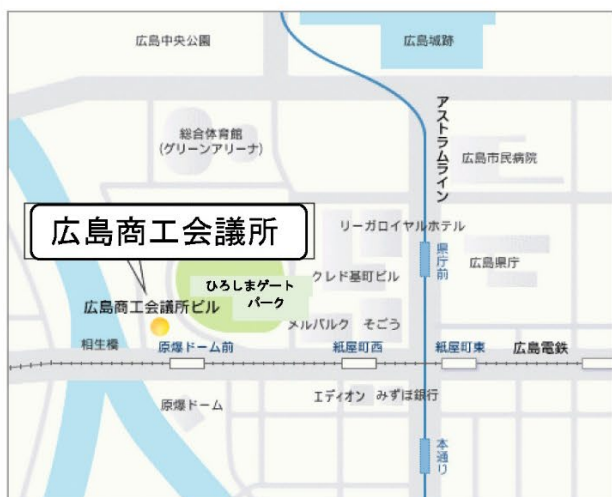 広島中央公園
広島城跡
アストラムライン
総合体育館
(グリーンアリーナ)
広島市民病院
リーガロイヤルホテル
広島商工会議所
県庁前
広島県庁
クレド基町ビル
ひろしまゲート
パーク
広島商工会議所ビル
メルパルク
そごう
相生橋
原爆ドーム前
紙屋町西
紙屋町東
広島電鉄
原爆ドーム
エディオン
みずほ銀行
本通り